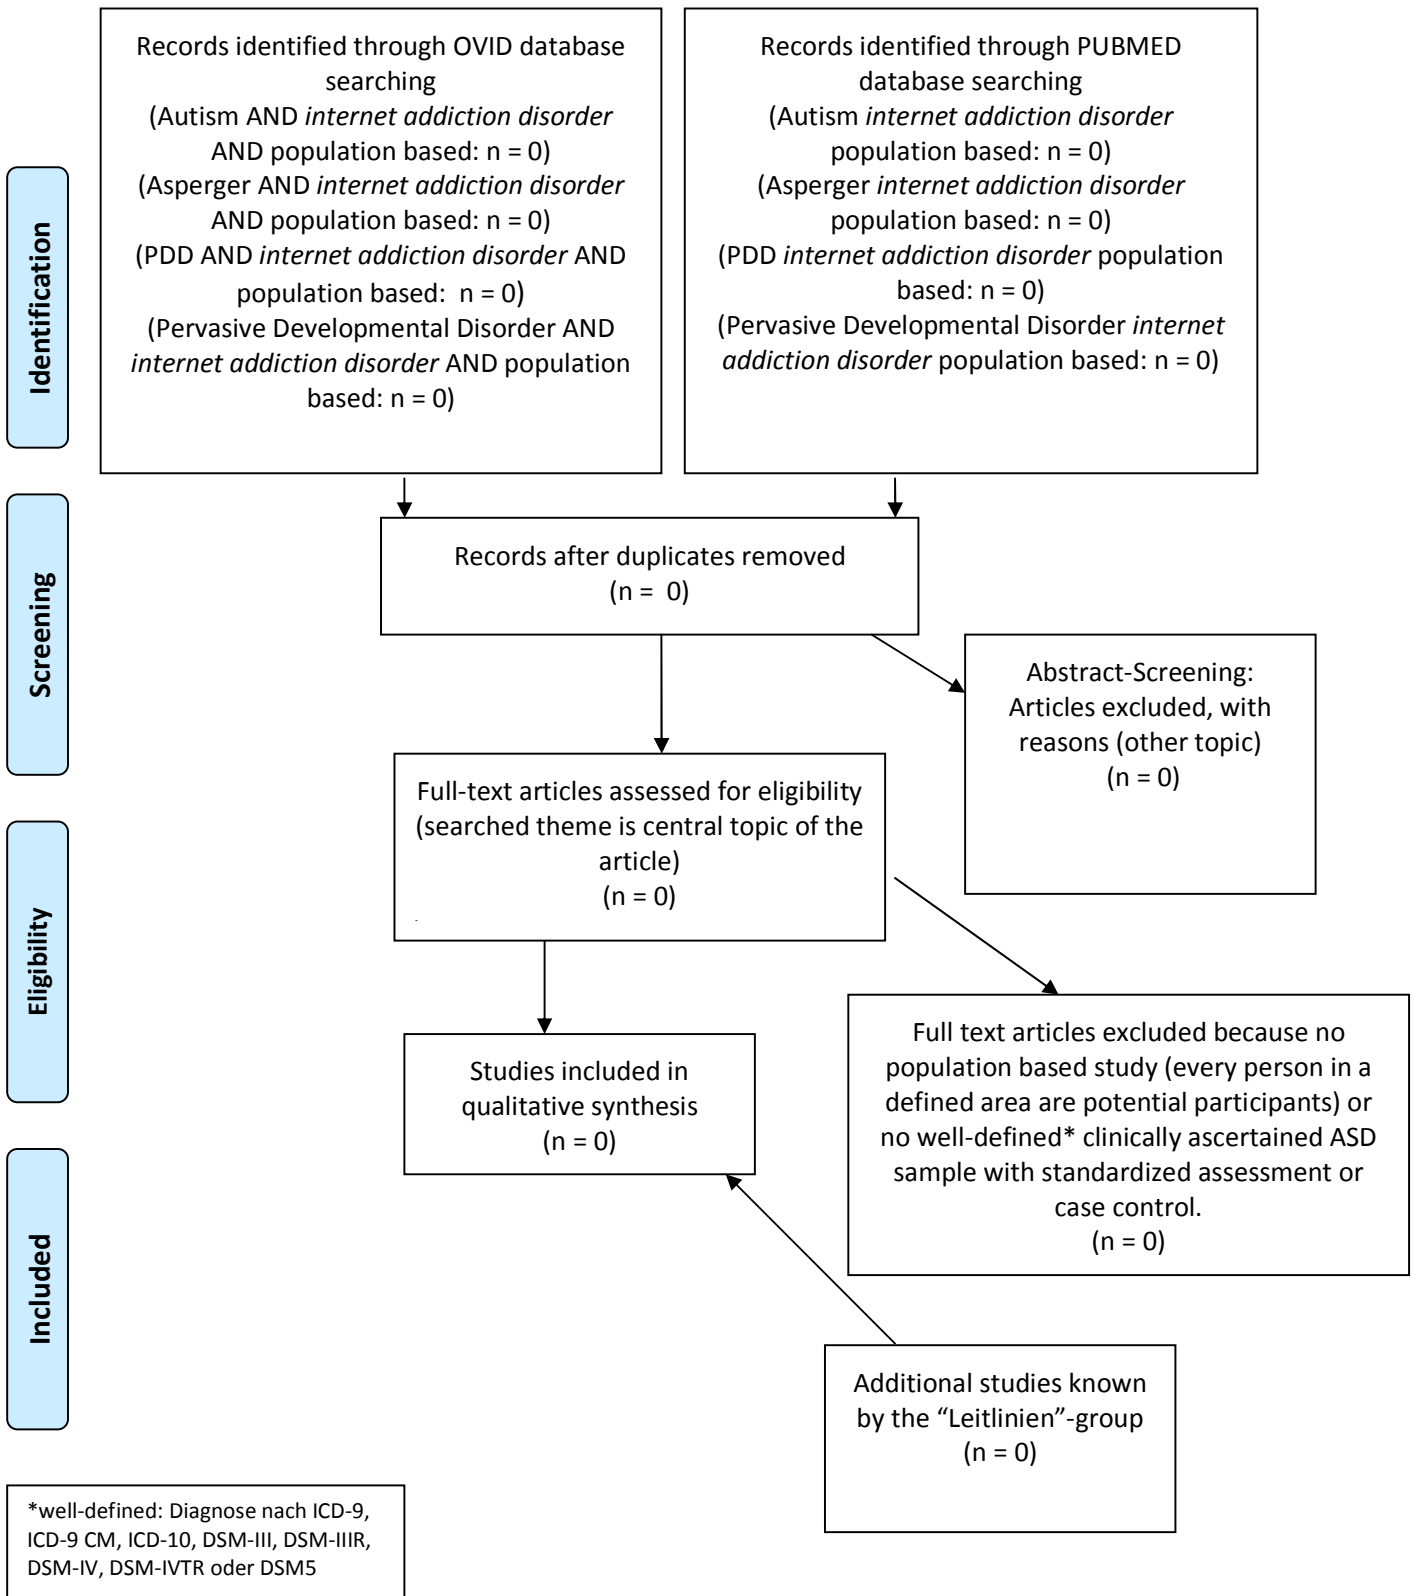 Records identified through OVID database
searching
(Autism AND internet addiction disorder
AND population based: n = 0)
(Asperger AND internet addiction disorder
AND population based: n = 0)
(PDD AND internet addiction disorder AND
population based:  n = 0)
(Pervasive Developmental Disorder AND
internet addiction disorder AND population
based: n = 0)
Records identified through PUBMED
database searching
(Autism internet addiction disorder
population based: n = 0)
(Asperger internet addiction disorder
population based: n = 0)
(PDD internet addiction disorder population
based: n = 0)
(Pervasive Developmental Disorder internet
addiction disorder population based: n = 0)
Identification
Screening
Records after duplicates removed
(n =  0)
Abstract-Screening:
Articles excluded, with
reasons (other topic)
(n = 0)
Full-text articles assessed for eligibility
(searched theme is central topic of the
article)
(n = 0)
Eligibility
Full text articles excluded because no
population based study (every person in a
defined area are potential participants) or
no well-defined* clinically ascertained ASD
sample with standardized assessment or
case control.
(n = 0)
Studies included in
qualitative synthesis
(n = 0)
Included
Additional studies known
by the “Leitlinien”-group
(n = 0)
*well-defined: Diagnose nach ICD-9,
ICD-9 CM, ICD-10, DSM-III, DSM-IIIR,
DSM-IV, DSM-IVTR oder DSM5